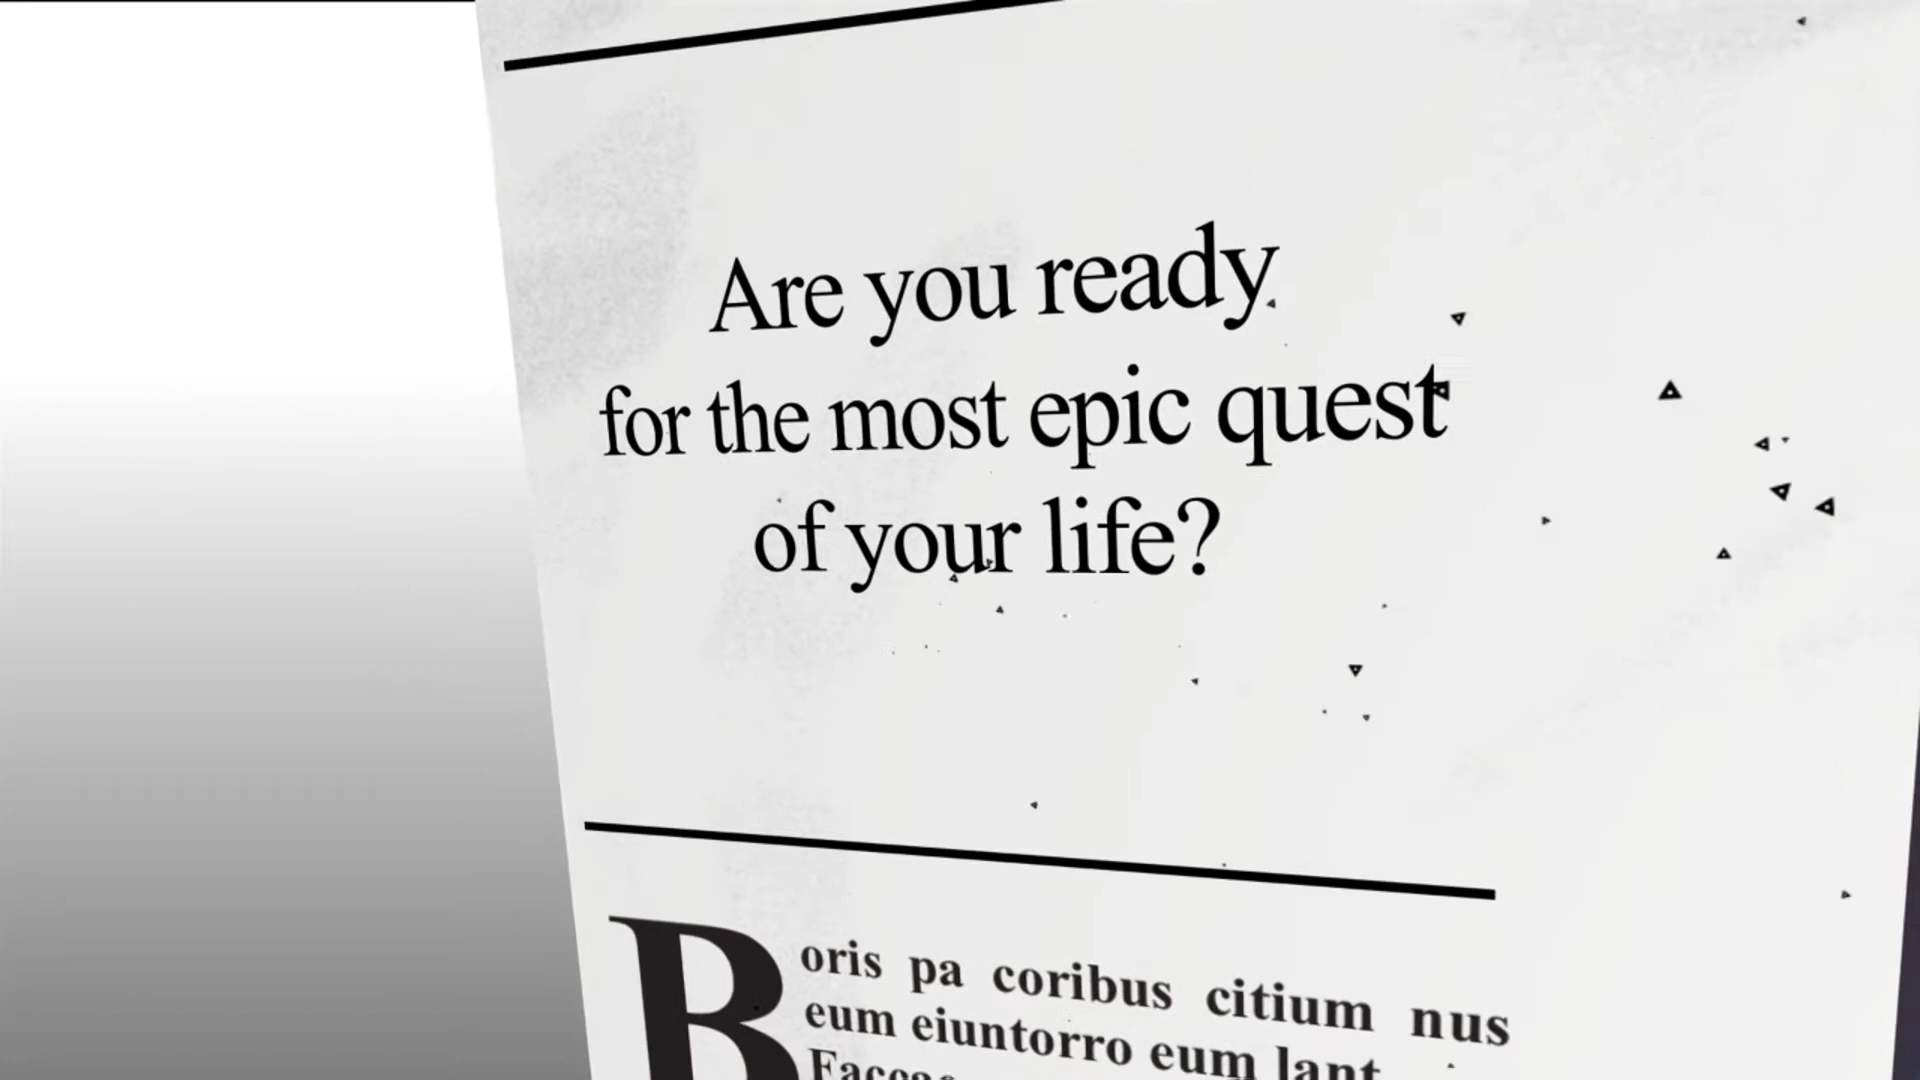 Are you ready
for the most epic quest
of your life?
Boris pa coribus citium nus
eum eiuntorro eum lant